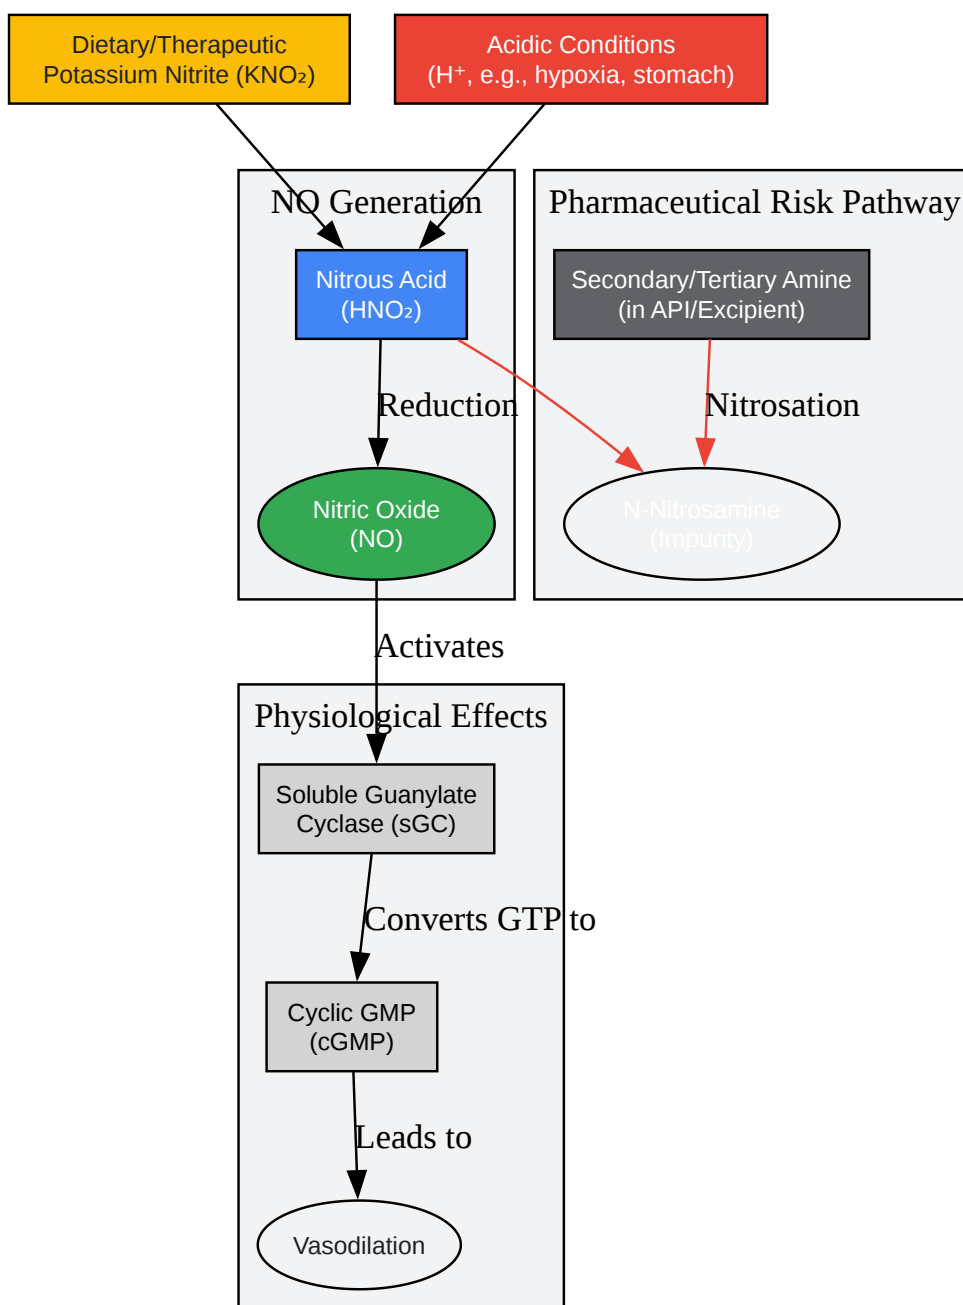 Dietary/Therapeutic
Potassium Nitrite (KNO₂)
Acidic Conditions
(H⁺, e.g., hypoxia, stomach)
NO Generation
Pharmaceutical Risk Pathway
Nitrous Acid
(HNO₂)
Secondary/Tertiary Amine
(in API/Excipient)
Reduction
Nitrosation
Nitric Oxide
(NO)
N-Nitrosamine
(Impurity)
Activates
Physiological Effects
Soluble Guanylate
Cyclase (sGC)
Converts GTP to
Cyclic GMP
(cGMP)
Leads to
Vasodilation